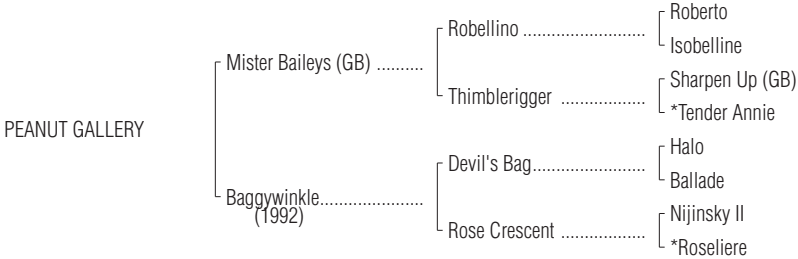 Roberto
Robellino ........................
Isobelline
Mister Baileys (GB) ..........
Sharpen Up (GB)
Thimblerigger .................
*Tender Annie
PEANUT GALLERY
Halo
Devil's Bag.......................
Ballade
Baggywinkle......................
(1992)
Nijinsky II
Rose Crescent .................
*Roseliere